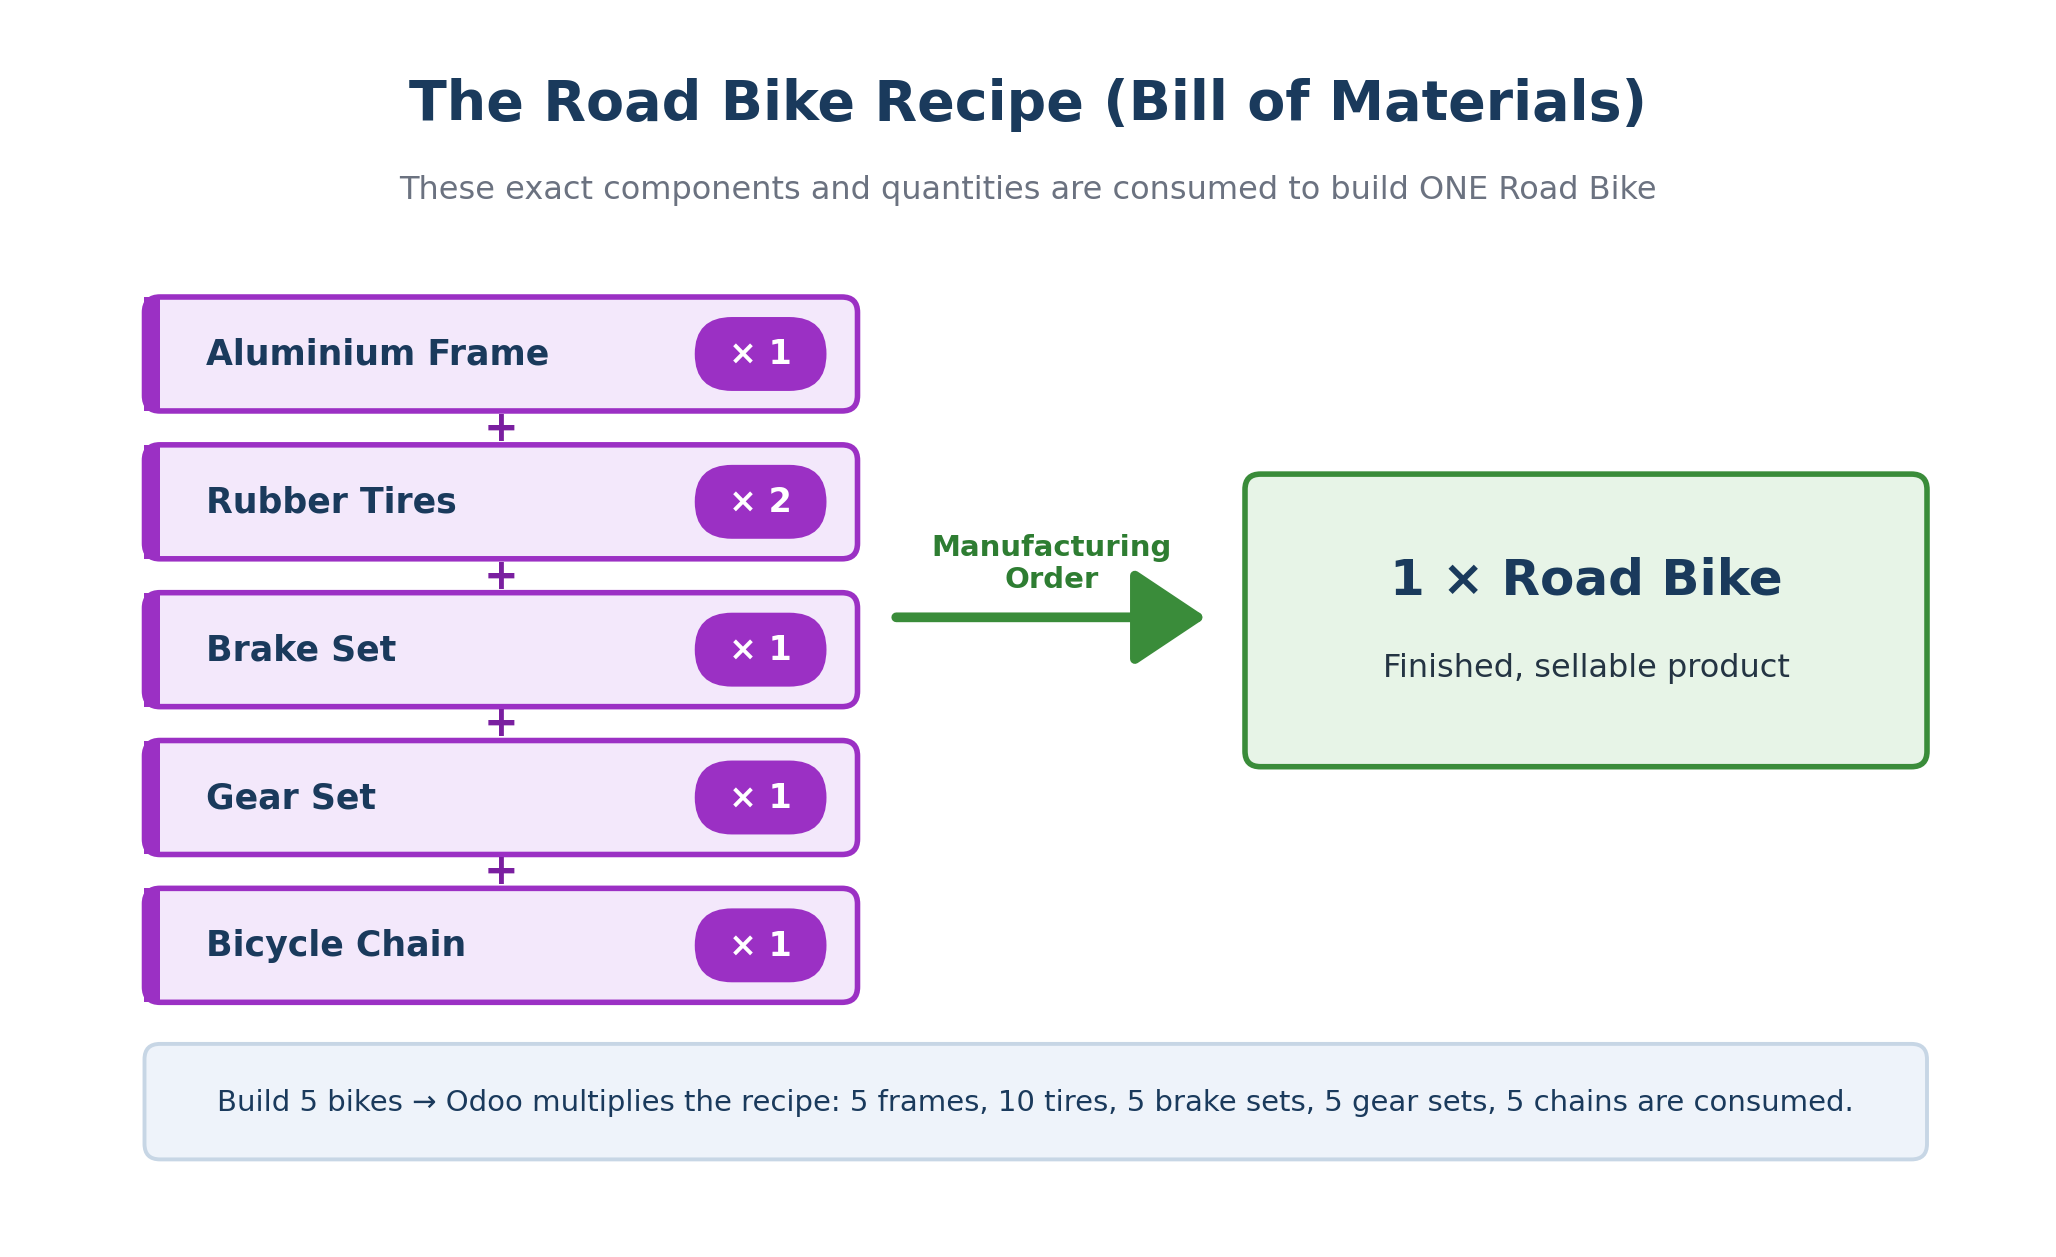 The Road Bike Recipe (Bill of Materials)
These exact components and quantities are consumed to build ONE Road Bike
Aluminium Frame × 1
+
Rubber Tires × 2
+
Brake Set × 1
+
Gear Set × 1
+
Bicycle Chain × 1
Manufacturing
Order
1 × Road Bike
Finished, sellable product
Build 5 bikes → Odoo multiplies the recipe: 5 frames, 10 tires, 5 brake sets, 5 gear sets, 5 chains are consumed.